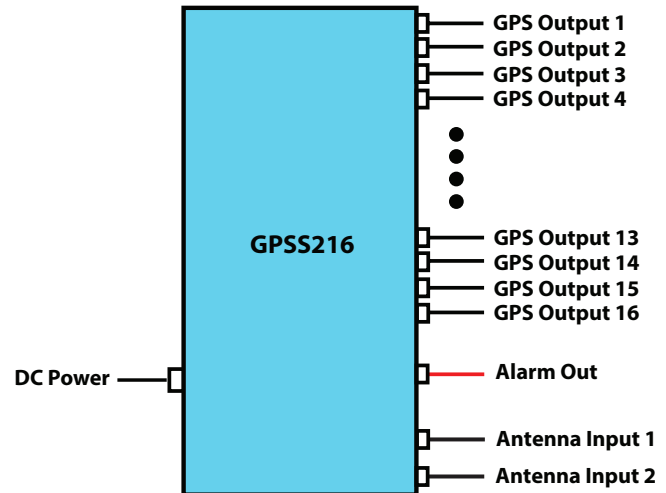 GPS Output 1
GPS Output 2
GPS Output 3
GPS Output 4
GPSS216
GPS Output 13
GPS Output 14
GPS Output 15
GPS Output 16
DC Power
Alarm Out
Antenna Input 1
Antenna Input 2